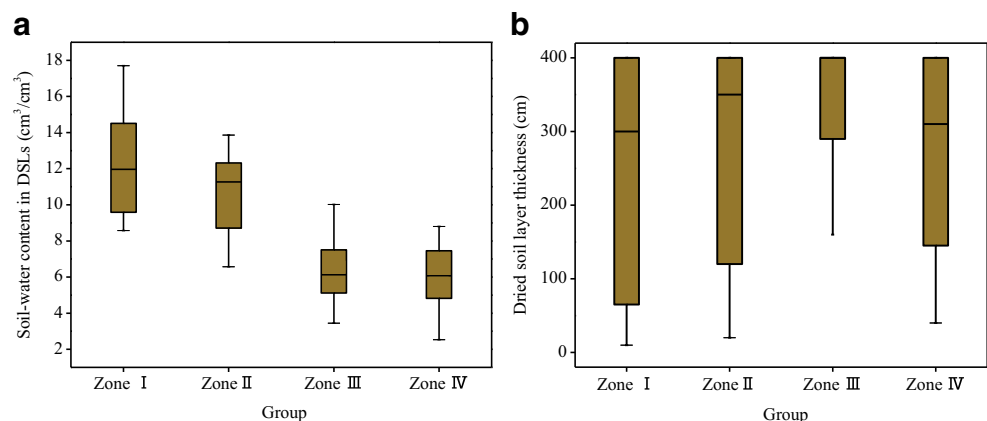 a
Soil-water content in DSLs (cm³/cm³)
18
16
14
12
10
8
6
4
2
Zone Ⅰ Zone Ⅱ Zone Ⅲ Zone Ⅳ
Group
b
Dried soil layer thickness (cm)
400
300
200
100
0
Zone Ⅰ Zone Ⅱ Zone Ⅲ Zone Ⅳ
Group